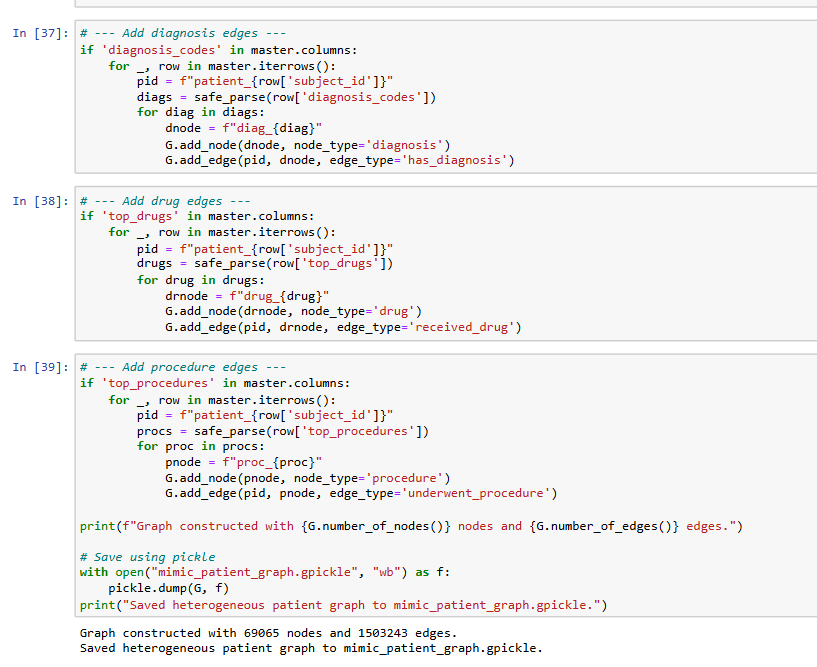 In [37]: # --- Add diagnosis edges ---
if 'diagnosis_codes' in master.columns:
    for _, row in master.iterrows():
        pid = f"patient_{row['subject_id']}"
        diags = safe_parse(row['diagnosis_codes'])
        for diag in diags:
            dnode = f"diag_{diag}"
            G.add_node(dnode, node_type='diagnosis')
            G.add_edge(pid, dnode, edge_type='has_diagnosis')
In [38]: # --- Add drug edges ---
if 'top_drugs' in master.columns:
    for _, row in master.iterrows():
        pid = f"patient_{row['subject_id']}"
        drugs = safe_parse(row['top_drugs'])
        for drug in drugs:
            drnode = f"drug_{drug}"
            G.add_node(drnode, node_type='drug')
            G.add_edge(pid, drnode, edge_type='received_drug')
In [39]: # --- Add procedure edges ---
if 'top_procedures' in master.columns:
    for _, row in master.iterrows():
        pid = f"patient_{row['subject_id']}"
        procs = safe_parse(row['top_procedures'])
        for proc in procs:
            pnode = f"proc_{proc}"
            G.add_node(pnode, node_type='procedure')
            G.add_edge(pid, pnode, edge_type='underwent_procedure')
print(f"Graph constructed with {G.number_of_nodes()} nodes and {G.number_of_edges()} edges.")
# Save using pickle
with open("mimic_patient_graph.gpickle", "wb") as f:
    pickle.dump(G, f)
print("Saved heterogeneous patient graph to mimic_patient_graph.gpickle.")
Graph constructed with 69065 nodes and 1503243 edges.
Saved heterogeneous patient graph to mimic_patient_graph.gpickle.